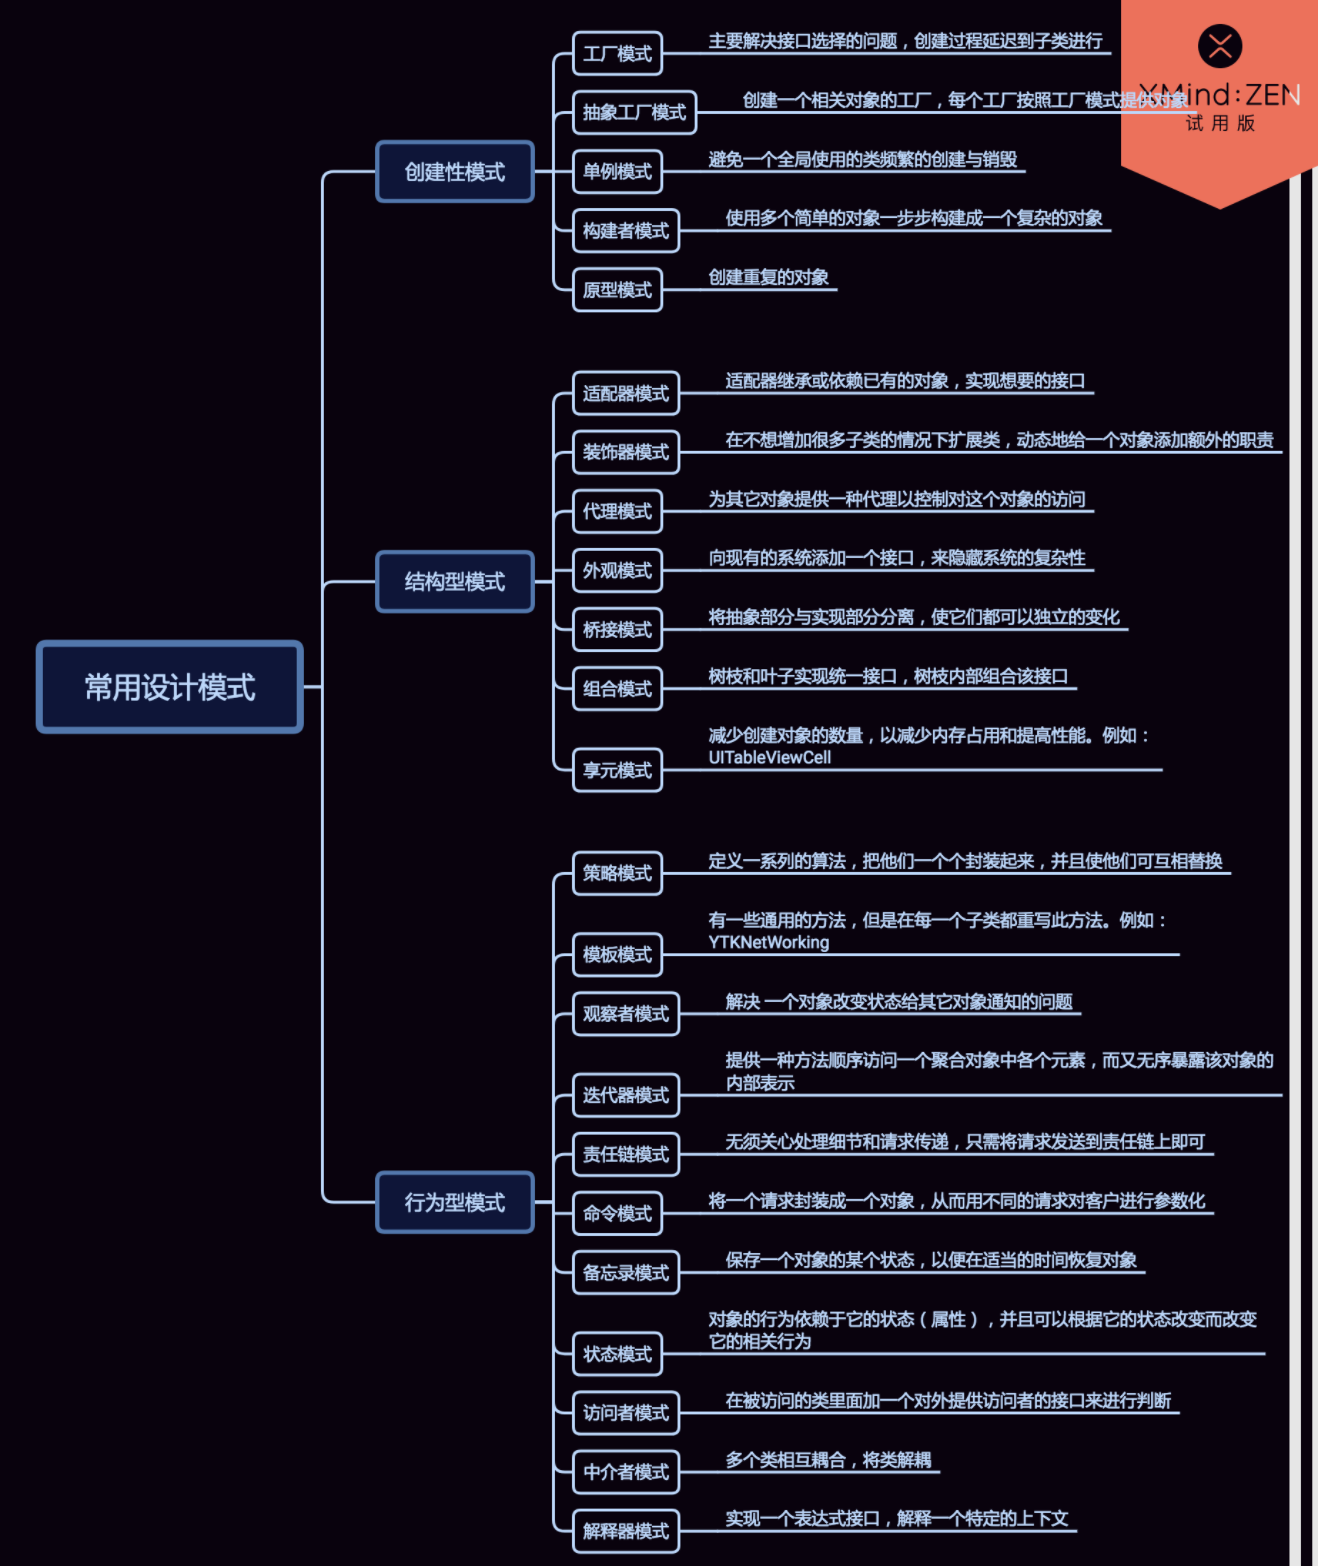 常用设计模式
创建性模式
工厂模式
主要解决接口选择的问题，创建过程延迟到子类进行
抽象工厂模式
创建一个相关对象的工厂，每个工厂按照工厂模式提供对象
单例模式
避免一个全局使用的类频繁的创建与销毁
构建者模式
使用多个简单的对象一步步构建成一个复杂的对象
原型模式
创建重复的对象
结构型模式
适配器模式
适配器继承或依赖已有的对象，实现想要的接口
装饰器模式
在不想增加很多子类的情况下扩展类，动态地给一个对象添加额外的职责
代理模式
为其它对象提供一种代理以控制对这个对象的访问
外观模式
向现有的系统添加一个接口，来隐藏系统的复杂性
桥接模式
将抽象部分与实现部分分离，使它们都可以独立的变化
组合模式
树枝和叶子实现统一接口，树枝内部组合该接口
享元模式
减少创建对象的数量，以减少内存占用和提高性能。例如：
UITableViewCell
行为型模式
策略模式
定义一系列的算法，把他们一个个封装起来，并且使他们可互相替换
模板模式
有一些通用的方法，但是在每一个子类都重写此方法。例如：
YTKNetWorking
观察者模式
解决 一个对象改变状态给其它对象通知的问题
迭代器模式
提供一种方法顺序访问一个聚合对象中各个元素，而又无序暴露该对象的
内部表示
责任链模式
无须关心处理细节和请求传递，只需将请求发送到责任链上即可
命令模式
将一个请求封装成一个对象，从而用不同的请求对客户进行参数化
备忘录模式
保存一个对象的某个状态，以便在适当的时间恢复对象
状态模式
对象的行为依赖于它的状态（属性），并且可以根据它的状态改变而改变
它的相关行为
访问者模式
在被访问的类里面加一个对外提供访问者的接口来进行判断
中介者模式
多个类相互耦合，将类解耦
解释器模式
实现一个表达式接口，解释一个特定的上下文
XMind:ZEN
试用版